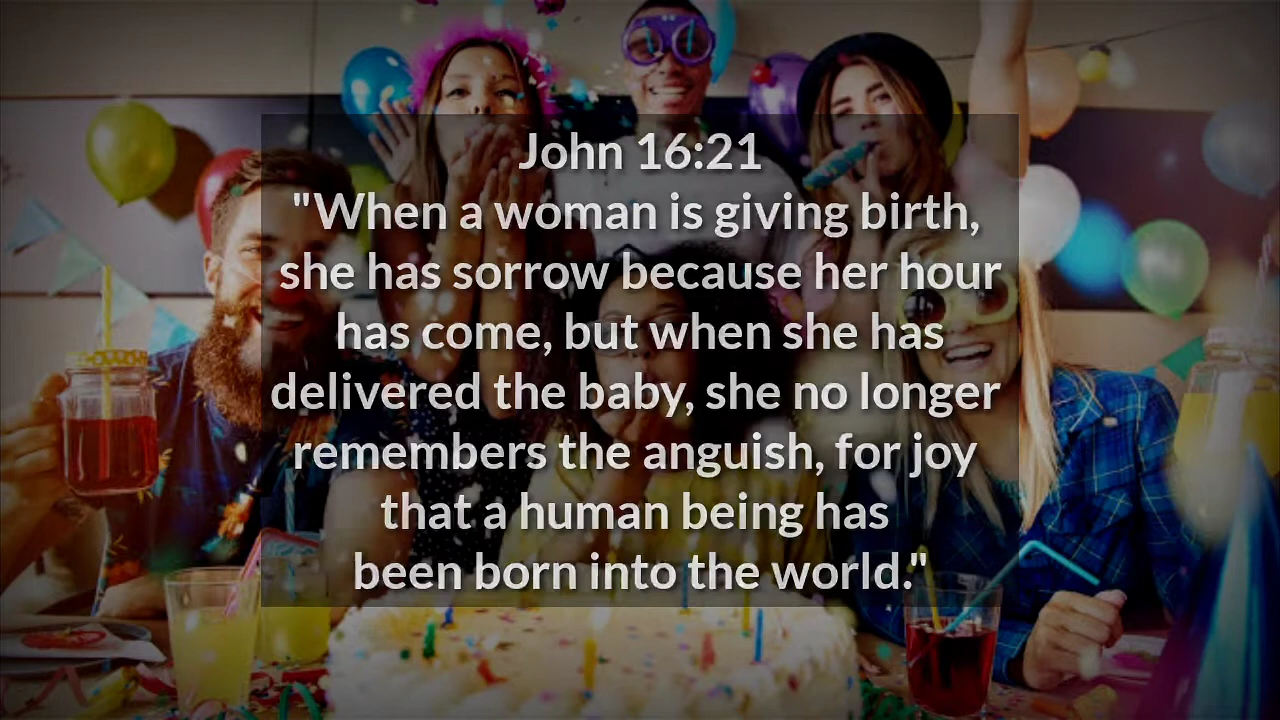 John 16:21
"When a woman is giving birth,
she has sorrow because her hour
has come, but when she has
delivered the baby, she no longer
remembers the anguish, for joy
that a human being has
been born into the world."